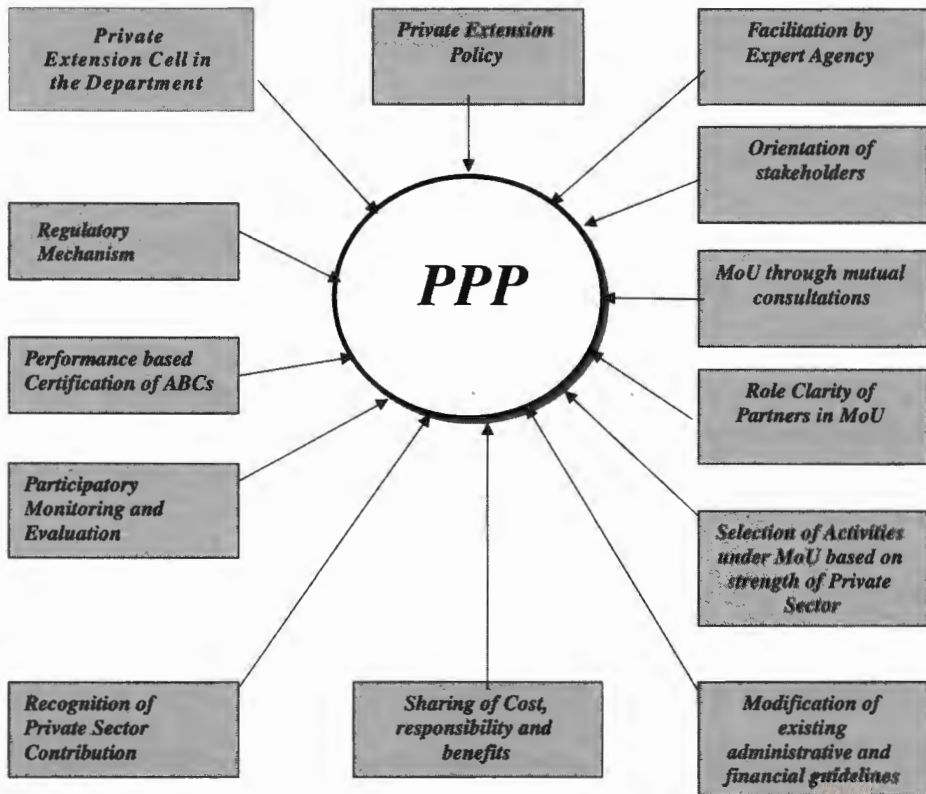 Private
Extension Cell in
the Department
Private Extension
Policy
Facilitation by
Expert Agency
Orientation of
stakeholders
Regulatory
Mechanism
PPP
MoU through mutual
consultations
Performance based
Certification of ABCs
Role Clarity of
Partners in MoU
Participatory
Monitoring and
Evaluation
Selection of Activities
under MoU based on
strength of Private
Sector
Recognition of
Private Sector
Contribution
Sharing of Cost,
responsibility and
benefits
Modification of
existing
administrative and
financial guidelines